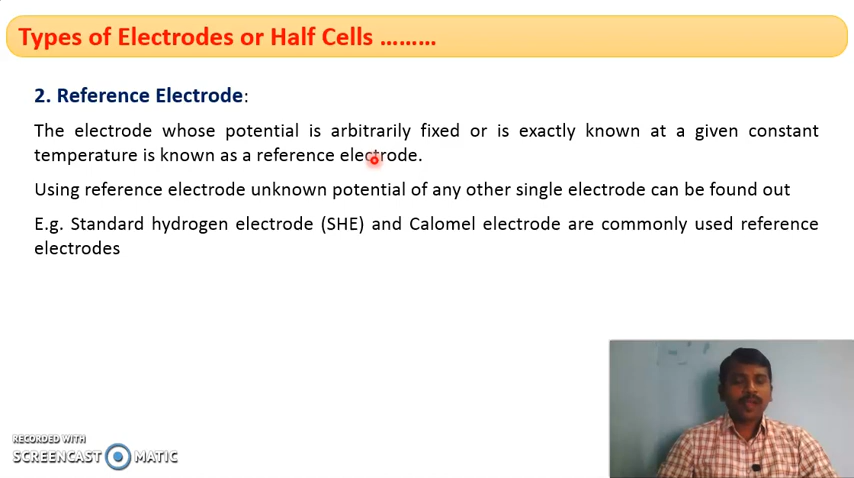 Types of Electrodes or Half Cells .........
2. Reference Electrode:
The electrode whose potential is arbitrarily fixed or is exactly known at a given constant
temperature is known as a reference electrode.
Using reference electrode unknown potential of any other single electrode can be found out
E.g. Standard hydrogen electrode (SHE) and Calomel electrode are commonly used reference
electrodes
RECORDED WITH
SCREENCAST MATIC